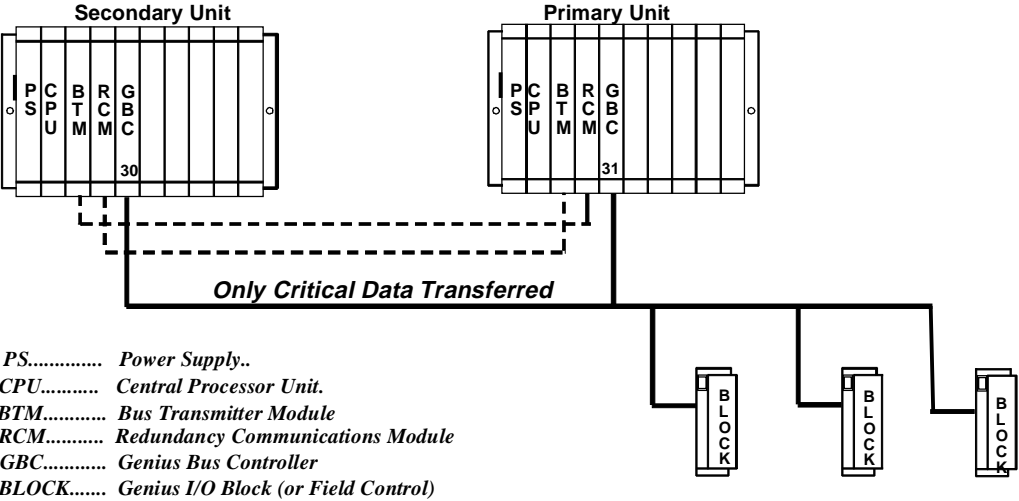 Secondary Unit
Primary Unit
PS
CPU
BTM
RCM
GBC
30
PS
CPU
BTM
RCM
GBC
31
Only Critical Data Transferred
BLOCK
BLOCK
BLOCK
PS.............. Power Supply..
CPU........... Central Processor Unit.
BTM............ Bus Transmitter Module
RCM........... Redundancy Communications Module
GBC............ Genius Bus Controller
BLOCK....... Genius I/O Block (or Field Control)